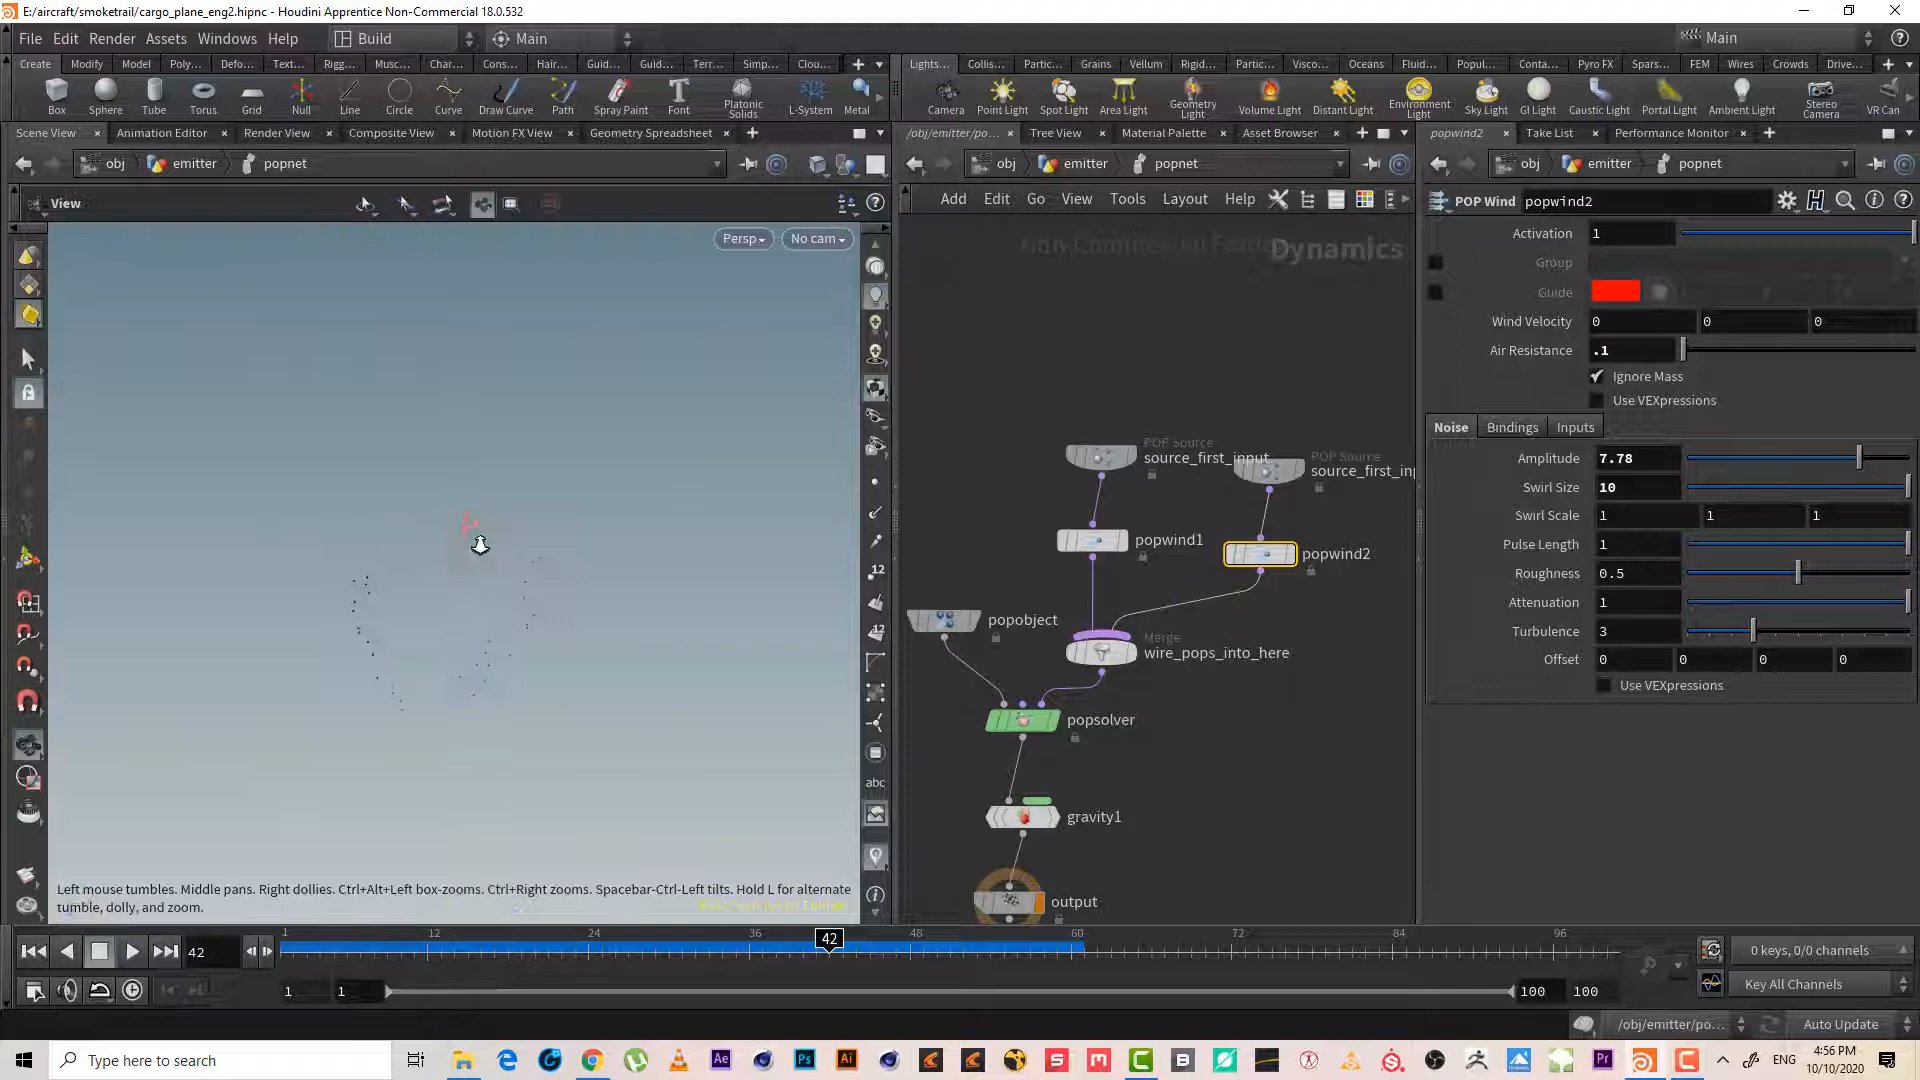 E:/aircraft/smoketrail/cargo_plane_eng2.hipnc - Houdini Apprentice Non-Commercial 18.0.532
File Edit Render Assets Windows Help Build Main Main
Create Modify Model Poly... Defo... Text... Rigg... Musc... Char... Cons... Hair... Guid... Guid... Terr... Simp... Clou...
Lights... Collis... Partic... Grains Vellum Rigid... Partic... Visco... Oceans Fluid... Popul... Conta... Pyro FX Spars... FEM Wires Crowds Drive...
Box Sphere Tube Torus Grid Null Line Circle Curve Draw Curve Path Spray Paint Font Platonic Solids L-System Metal
Camera Point Light Spot Light Area Light Geometry Light Volume Light Distant Light Environment Light Sky Light GI Light Caustic Light Portal Light Ambient Light Stereo Camera VR Can
Scene View Animation Editor Render View Composite View Motion FX View Geometry Spreadsheet
/obj/emitter/po... Tree View Material Palette Asset Browser
popwind2 Take List Performance Monitor
obj emitter popnet
obj emitter popnet
obj emitter popnet
View
Add Edit Go View Tools Layout Help
POP Wind popwind2
Persp No cam
Dynamics
Activation 1
Group
Guide
Wind Velocity 0 0 0
Air Resistance .1
Ignore Mass
Use VEXpressions
Noise Bindings Inputs
Amplitude 7.78
Swirl Size 10
Swirl Scale 1 1 1
Pulse Length 1
Roughness 0.5
Attenuation 1
Turbulence 3
Offset 0 0 0 0
Use VEXpressions
POP Source
source_first_input
POP Source
source_first_inp
popwind1
popwind2
popobject
Merge
wire_pops_into_here
popsolver
gravity1
output
12
12
abc
Left mouse tumbles. Middle pans. Right dollies. Ctrl+Alt+Left box-zooms. Ctrl+Right zooms. Spacebar-Ctrl-Left tilts. Hold L for alternate
tumble, dolly, and zoom.
42
1 12 24 36 42 48 60 72 84 96
0 keys, 0/0 channels
1 1 100 100
Key All Channels
/obj/emitter/po... Auto Update
Type here to search
Ae Ps Ai Pr
ENG
4:56 PM
10/10/2020